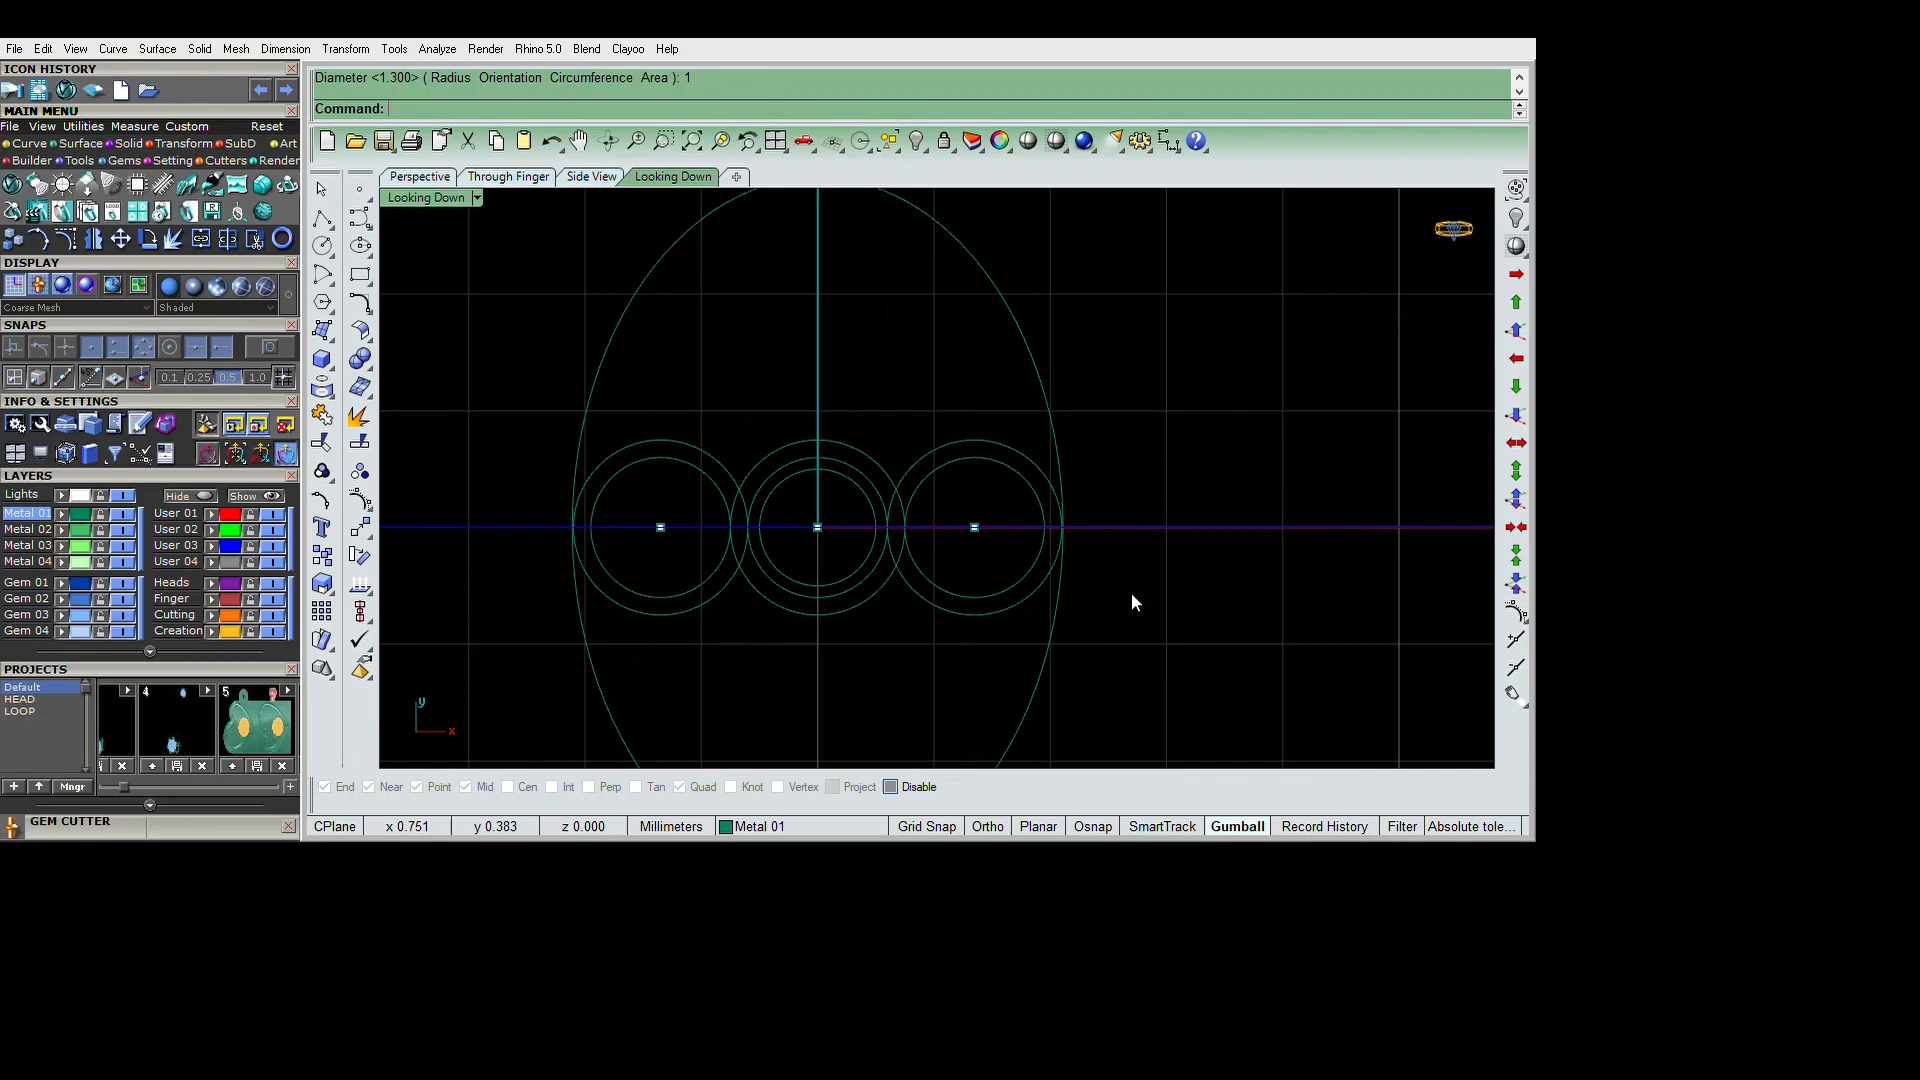 File Edit View Curve Surface Solid Mesh Dimension Transform Tools Analyze Render Rhino 5.0 Blend Clayoo Help
ICON HISTORY
Diameter <1.300> ( Radius Orientation Circumference Area ): 1
Command:
MAIN MENU
File View Utilities Measure Custom Reset
Curve Surface Solid Transform SubD Art
Builder Tools Gems Setting Cutters Render
Perspective Through Finger Side View Looking Down
Looking Down
DISPLAY
Coarse Mesh Shaded
SNAPS
0.1 0.25 0.5 1.0
INFO & SETTINGS
LAYERS
Lights Hide Show
Metal 01 User 01
Metal 02 User 02
Metal 03 User 03
Metal 04 User 04
Gem 01 Heads
Gem 02 Finger
Gem 03 Cutting
Gem 04 Creation
PROJECTS
Default
HEAD
LOOP
4 5
Mngr
y
x
End Near Point Mid Cen Int Perp Tan Quad Knot Vertex Project Disable
GEM CUTTER
CPlane x 0.751 y 0.383 z 0.000 Millimeters Metal 01 Grid Snap Ortho Planar Osnap SmartTrack Gumball Record History Filter Absolute tole...